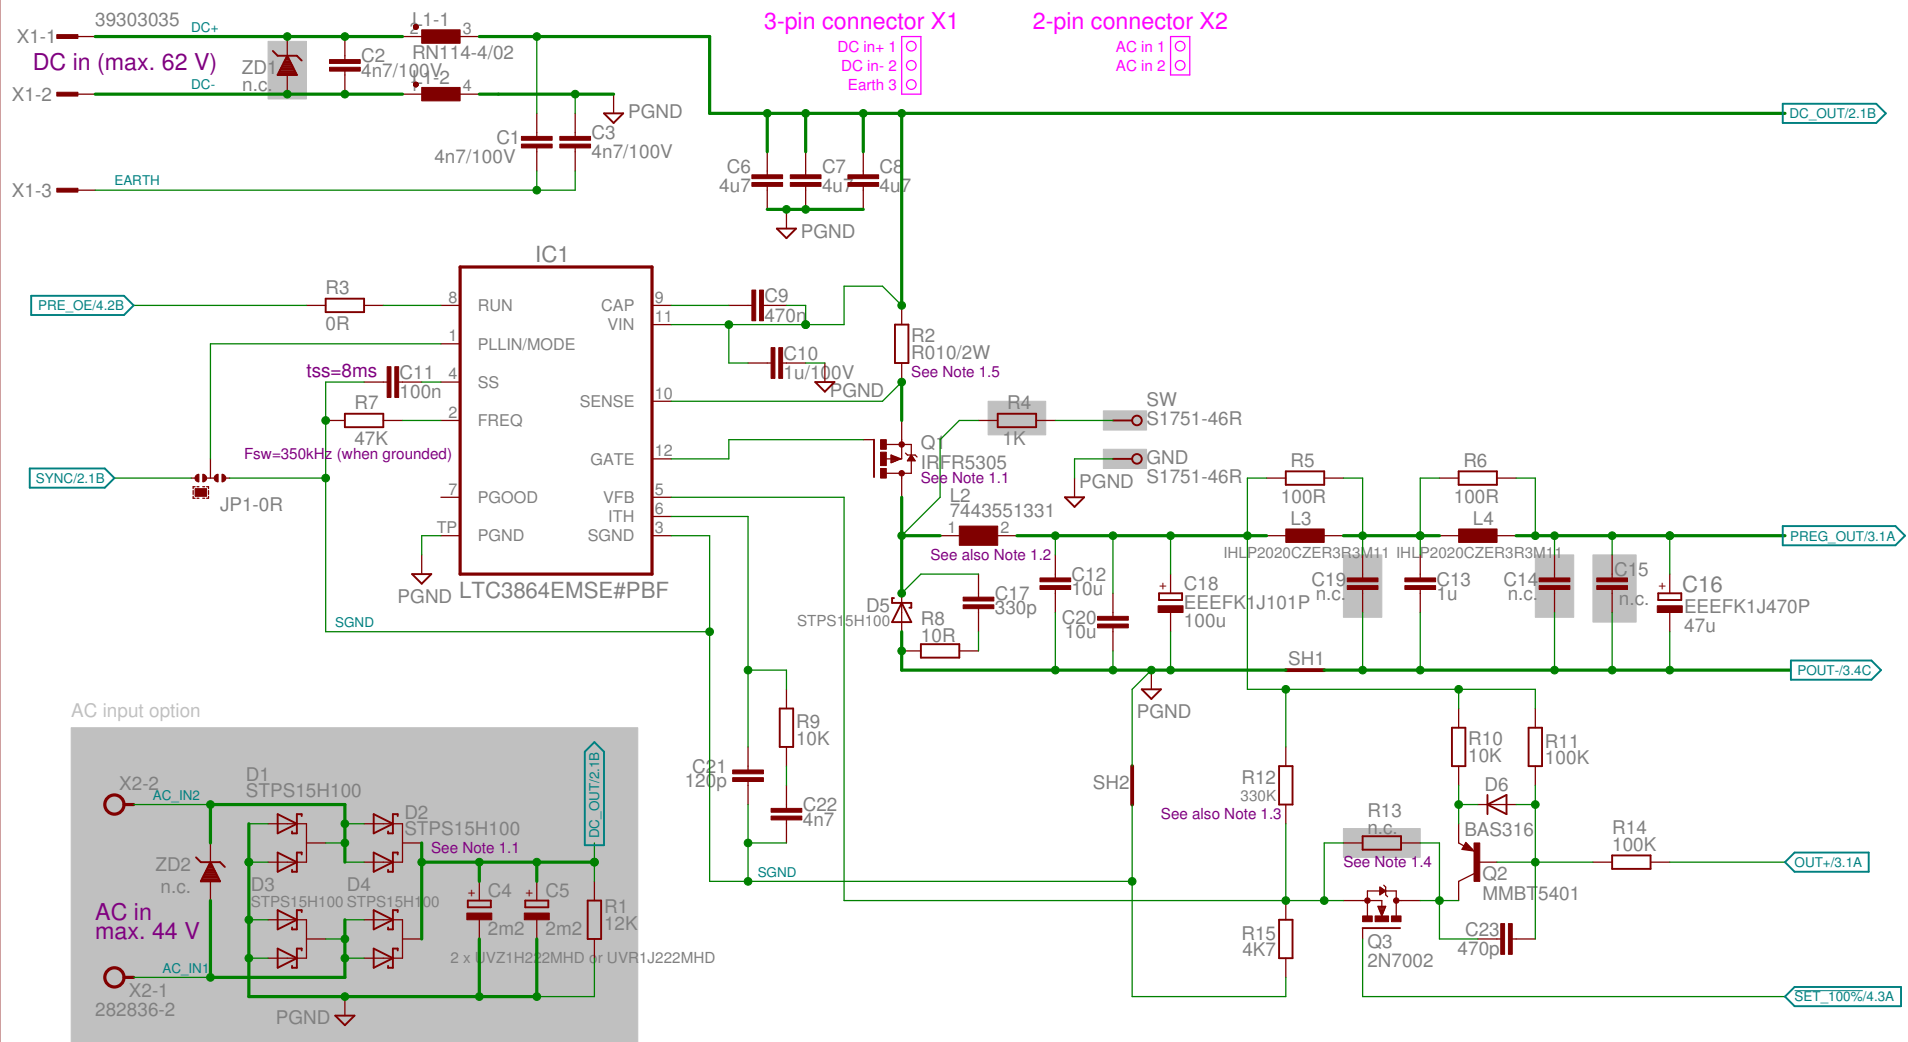 39303035
DC+
X1-1
L1-1
2
3
RN114-4/02
DC in (max. 62 V)
ZD1
n.c.
C2
4n7/100V
L1-2
DC-
X1-2
4
PGND
C1
4n7/100V
C3
4n7/100V
X1-3
EARTH
3-pin connector X1
DC in+ 1
DC in- 2
Earth 3
2-pin connector X2
AC in 1
AC in 2
DC_OUT/2.1B
C6
4u7
C7
4u7
C8
4u7
PGND
IC1
PRE_OE/4.2B
R3
0R
8
RUN
1
PLLIN/MODE
tss=8ms
C11
100n
4
SS
R7
47K
2
FREQ
Fsw=350kHz (when grounded)
SYNC/2.1B
JP1-0R
7
PGOOD
TP
PGND
PGND
LTC3864EMSE#PBF
CAP
9
VIN
11
SENSE
10
GATE
12
VFB
5
ITH
6
SGND
3
C9
470n
C10
1u/100V
PGND
R2
R010/2W
See Note 1.5
R4
1K
SW
S1751-46R
GND
S1751-46R
PGND
Q1
IRFR5305
See Note 1.1
L2
7443551331
1
2
See also Note 1.2
R5
100R
L3
IHLP2020CZER3R3M11
R6
100R
L4
IHLP2020CZER3R3M11
PREG_OUT/3.1A
D5
STPS15H100
C17
330p
R8
10R
C12
10u
C20
10u
+
C18
EEEFK1J101P
100u
C19
n.c.
C13
1u
C14
n.c.
C15
n.c.
+
C16
EEEFK1J470P
47u
SH1
POUT-/3.4C
PGND
SGND
R9
10K
C21
120p
C22
4n7
SGND
SH2
R12
330K
See also Note 1.3
R10
10K
R11
100K
D6
BAS316
R13
n.c.
See Note 1.4
R14
100K
OUT+/3.1A
Q2
MMBT5401
R15
4K7
Q3
2N7002
C23
470p
SET_100%/4.3A
AC input option
X2-2
AC_IN2
D1
STPS15H100
D2
STPS15H100
See Note 1.1
DC_OUT/2.1B
ZD2
n.c.
D3
STPS15H100
D4
STPS15H100
AC in
max. 44 V
+
C4
2m2
+
C5
2m2
R1
12K
2 x UVZ1H222MHD or UVR1J222MHD
AC_IN1
X2-1
282836-2
PGND